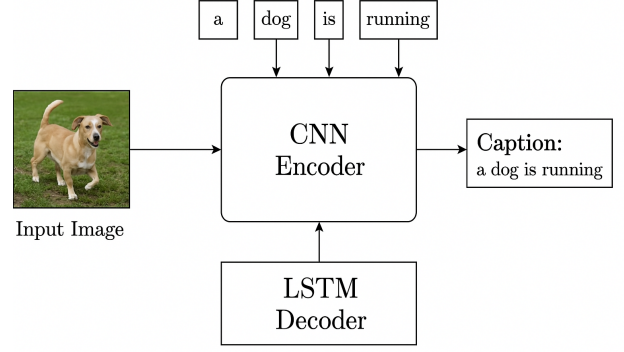 a
dog
is
running
CNN
Encoder
Caption:
a dog is running
Input Image
LSTM
Decoder